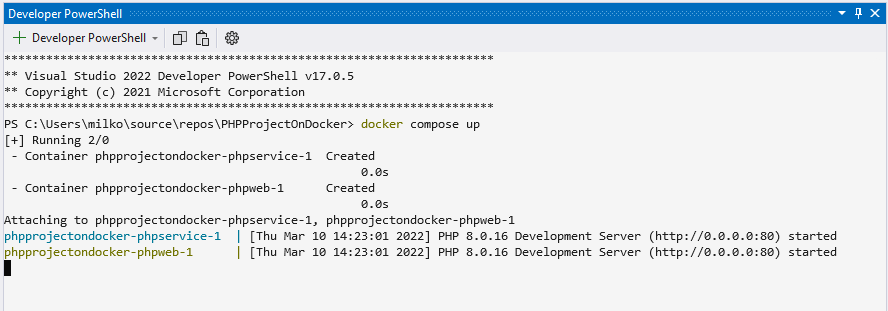 Developer PowerShell
Developer PowerShell
**********************************************************************
** Visual Studio 2022 Developer PowerShell v17.0.5
** Copyright (c) 2021 Microsoft Corporation
**********************************************************************
PS C:\Users\milko\source\repos\PHPProjectOnDocker> docker compose up
[+] Running 2/0
 - Container phpprojectondocker-phpservice-1  Created
                                                   0.0s
 - Container phpprojectondocker-phpweb-1      Created
                                                   0.0s
Attaching to phpprojectondocker-phpservice-1, phpprojectondocker-phpweb-1
phpprojectondocker-phpservice-1  | [Thu Mar 10 14:23:01 2022] PHP 8.0.16 Development Server (http://0.0.0.0:80) started
phpprojectondocker-phpweb-1      | [Thu Mar 10 14:23:01 2022] PHP 8.0.16 Development Server (http://0.0.0.0:80) started